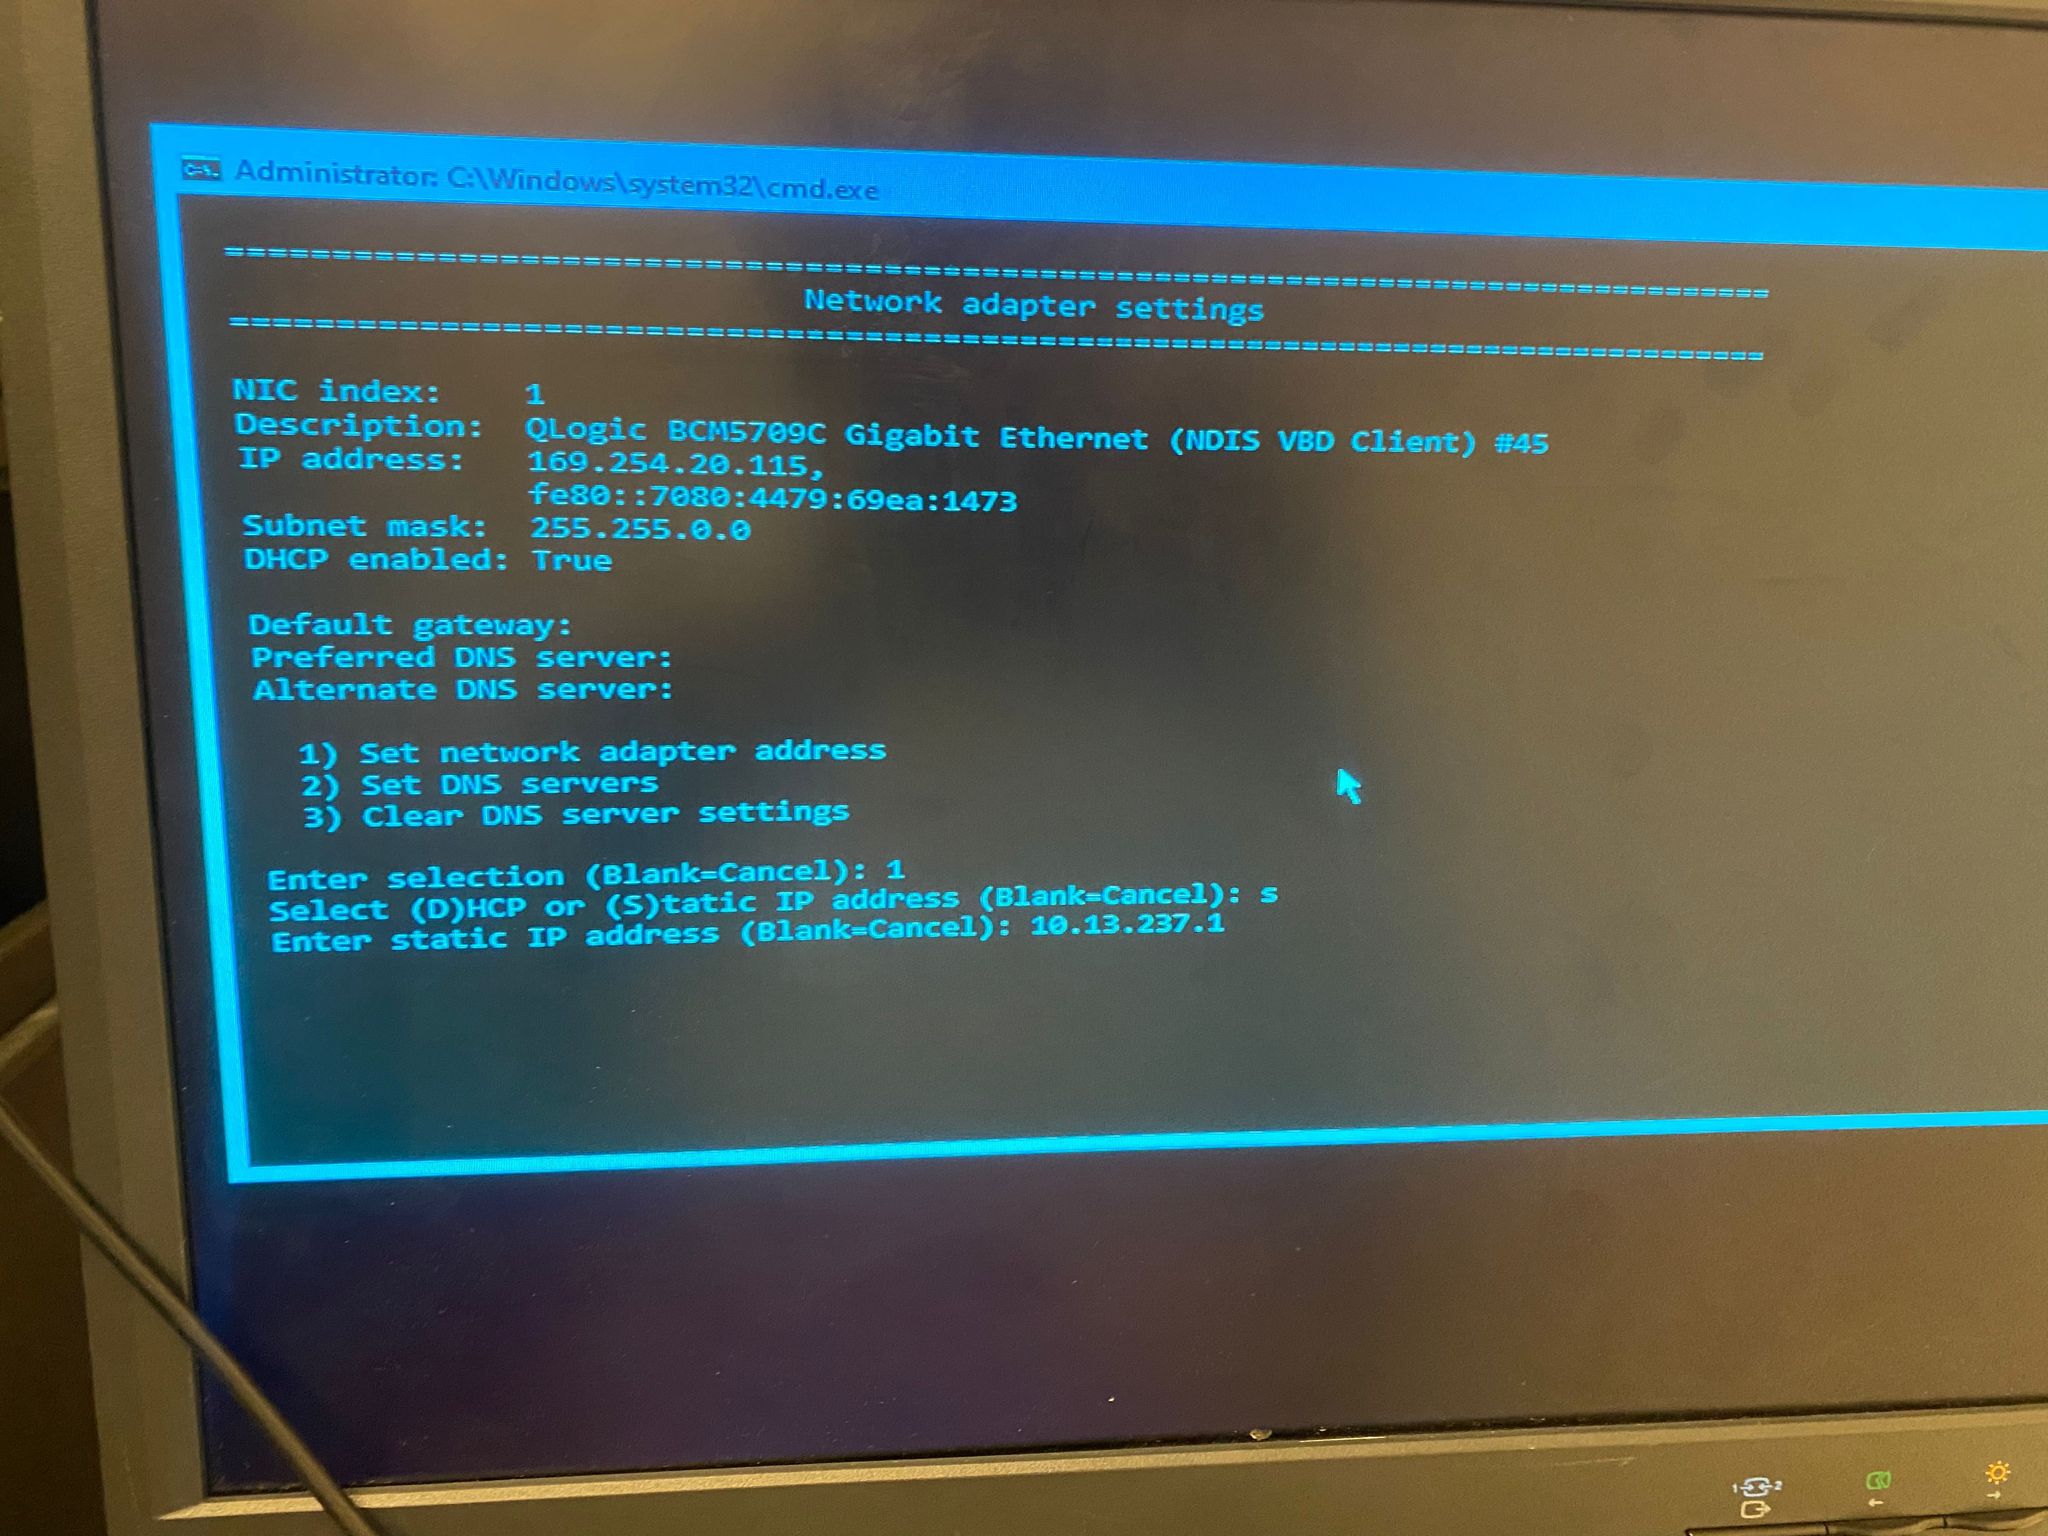 Administrator: C:\Windows\system32\cmd.exe
===============================================================================
Network adapter settings
===============================================================================
NIC index: 1
Description: QLogic BCM5709C Gigabit Ethernet (NDIS VBD Client) #45
IP address: 169.254.20.115,
fe80::7080:4479:69ea:1473
Subnet mask: 255.255.0.0
DHCP enabled: True
Default gateway:
Preferred DNS server:
Alternate DNS server:
1) Set network adapter address
2) Set DNS servers
3) Clear DNS server settings
Enter selection (Blank=Cancel): 1
Select (D)HCP or (S)tatic IP address (Blank=Cancel): s
Enter static IP address (Blank=Cancel): 10.13.237.1
1 2